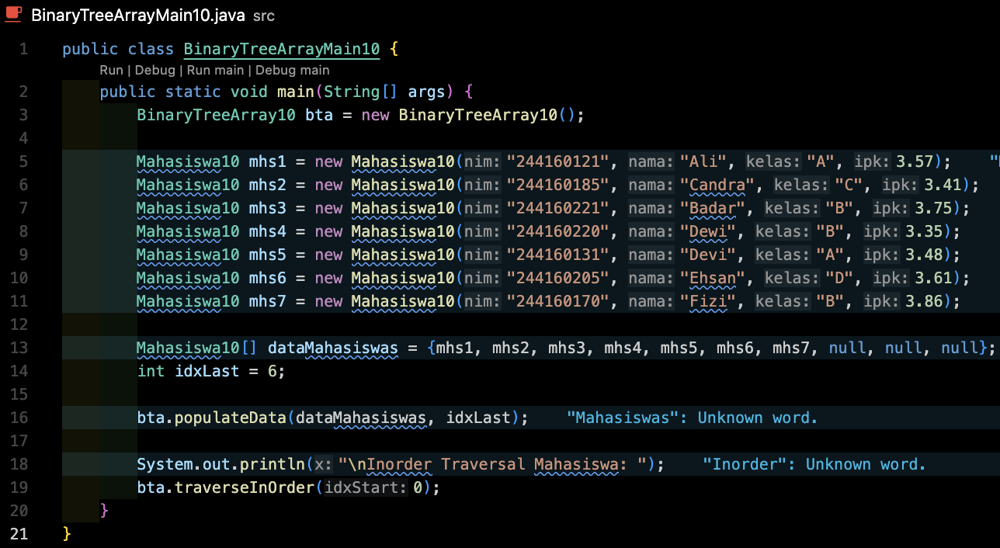 BinaryTreeArrayMain10.java src
1 public class BinaryTreeArrayMain10 {
Run | Debug | Run main | Debug main
2 public static void main(String[] args) {
3 BinaryTreeArray10 bta = new BinaryTreeArray10();
4
5 Mahasiswa10 mhs1 = new Mahasiswa10(nim: "244160121", nama: "Ali", kelas: "A", ipk: 3.57);
6 Mahasiswa10 mhs2 = new Mahasiswa10(nim: "244160185", nama: "Candra", kelas: "C", ipk: 3.41);
7 Mahasiswa10 mhs3 = new Mahasiswa10(nim: "244160221", nama: "Badar", kelas: "B", ipk: 3.75);
8 Mahasiswa10 mhs4 = new Mahasiswa10(nim: "244160220", nama: "Dewi", kelas: "B", ipk: 3.35);
9 Mahasiswa10 mhs5 = new Mahasiswa10(nim: "244160131", nama: "Devi", kelas: "A", ipk: 3.48);
10 Mahasiswa10 mhs6 = new Mahasiswa10(nim: "244160205", nama: "Ehsan", kelas: "D", ipk: 3.61);
11 Mahasiswa10 mhs7 = new Mahasiswa10(nim: "244160170", nama: "Fizi", kelas: "B", ipk: 3.86);
12
13 Mahasiswa10[] dataMahasiswas = {mhs1, mhs2, mhs3, mhs4, mhs5, mhs6, mhs7, null, null, null};
14 int idxLast = 6;
15
16 bta.populateData(dataMahasiswas, idxLast); "Mahasiswas": Unknown word.
17
18 System.out.println(x: "\nInorder Traversal Mahasiswa: "); "Inorder": Unknown word.
19 bta.traverseInOrder(idxStart: 0);
20 }
21 }